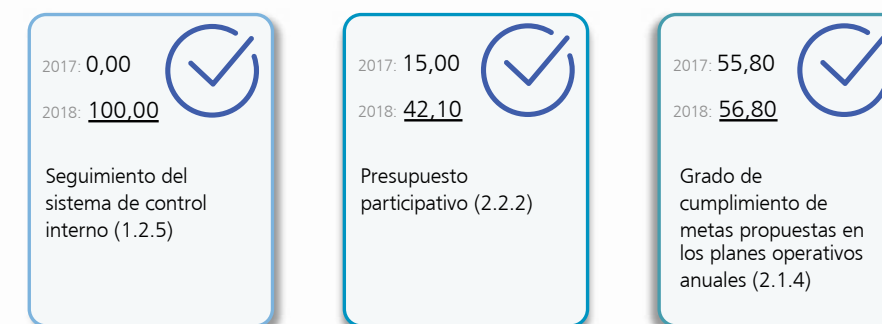 2017: 0,00
2018: 100,00
Seguimiento del
sistema de control
interno (1.2.5)
2017: 15,00
2018: 42,10
Presupuesto
participativo (2.2.2)
2017: 55,80
2018: 56,80
Grado de
cumplimiento de
metas propuestas en
los planes operativos
anuales (2.1.4)